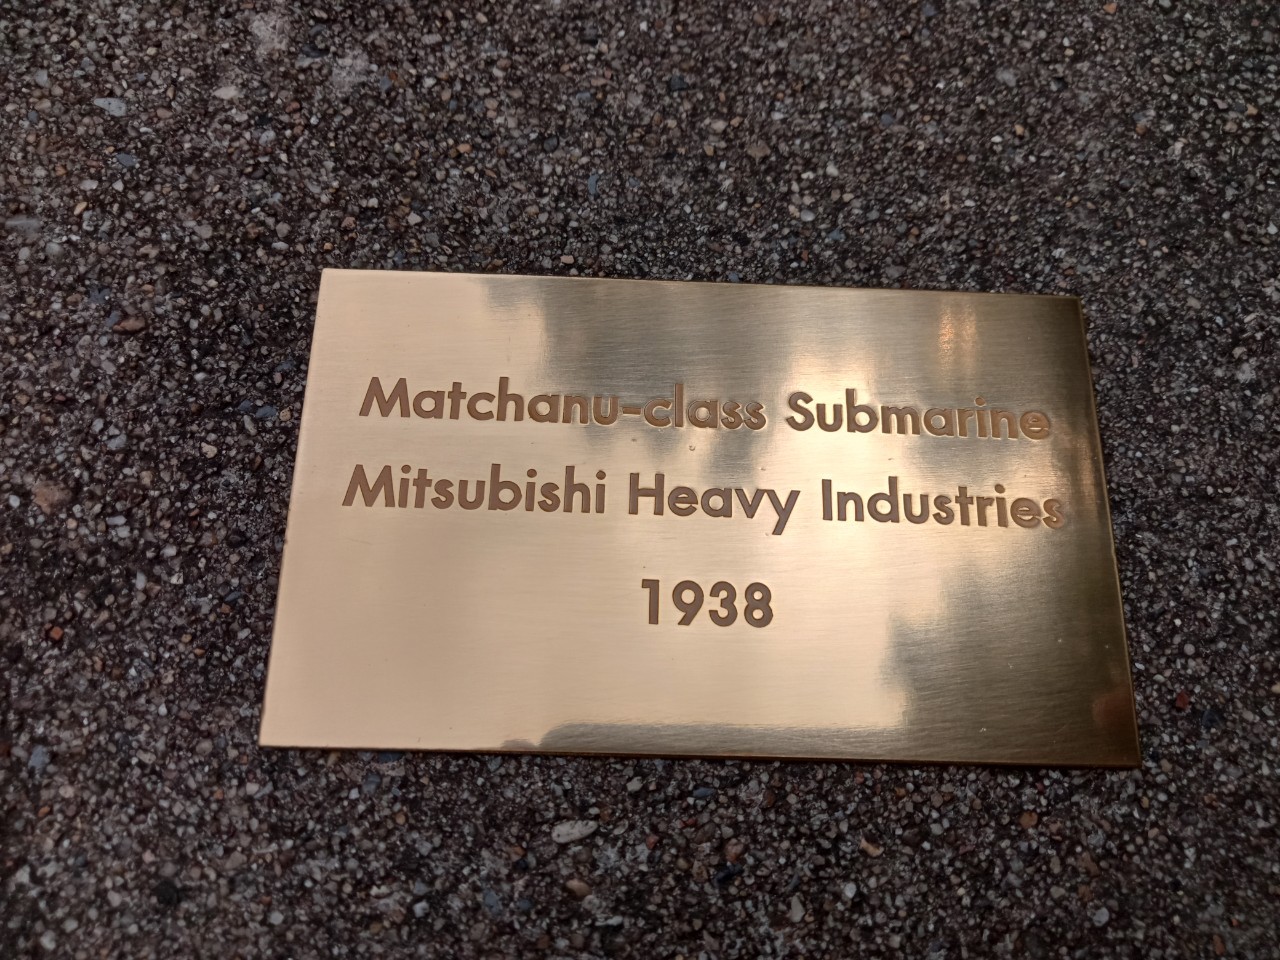 Matchanu-class Submarine
Mitsubishi Heavy Industries
1938